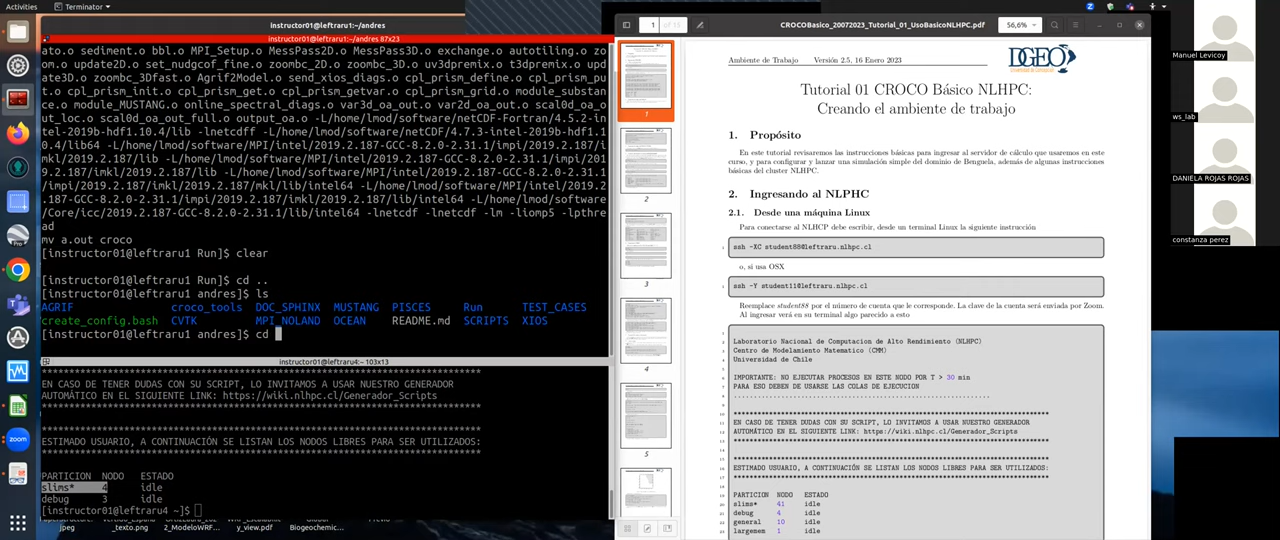 Activities
Terminator
instructor01@leftraru1:~/andres
instructor01@leftraru1:~/andres 87x23
ato.o sediment.o bbl.o MPI_Setup.o MessPass2D.o MessPass3D.o exchange.o autotiling.o zo
om.o update2D.o set_nudgcof_fine.o zoombc_2D.o zoombc_3D.o uv3dpremix.o t3dpremix.o upd
ate3D.o zoombc_3Dfast.o Agrif2Model.o send_xios_diags.o cpl_prism_define.o cpl_prism_pu
t.o cpl_prism_init.o cpl_prism_get.o cpl_prism_getvar.o cpl_prism_grid.o module_substan
ce.o module_MUSTANG.o online_spectral_diags.o var3d_oa_out.o var2d_oa_out.o scal3d_oa_o
ut_loc.o scal0d_oa_out_full.o output_oa.o -L/home/lmod/software/netCDF-Fortran/4.5.2-in
tel-2019b-hdf1.10.4/lib -lnetcdff -L/home/lmod/software/netCDF/4.7.3-intel-2019b-hdf1.1
0.4/lib64 -L/home/lmod/software/MPI/intel/2019.2.187-GCC-8.2.0-2.31.1/impi/2019.2.187/i
mkl/2019.2.187/lib -L/home/lmod/software/MPI/intel/2019.2.187-GCC-8.2.0-2.31.1/impi/201
9.2.187/imkl/2019.2.187/mkl/lib/intel64 -L/home/lmod/software/MPI/intel/2019.2.187-GCC-
8.2.0-2.31.1/impi/2019.2.187/imkl/2019.2.187/lib/intel64 -L/home/lmod/software/MPI/inte
l/2019.2.187-GCC-8.2.0-2.31.1/impi/2019.2.187/imkl/2019.2.187/lib -L/home/lmod/software
/Core/icc/2019.2.187-GCC-8.2.0-2.31.1/lib/intel64 -lnetcdf -lnetcdf -lm -liomp5 -lpthre
ad
mv a.out croco
[instructor01@leftraru1 Run]$ clear
[instructor01@leftraru1 Run]$ cd ..
[instructor01@leftraru1 andres]$ ls
AGRIF croco_tools DOC_SPHINX MUSTANG PISCES Run TEST_CASES
create_config.bash CVTK MPI_NOLAND OCEAN README.md SCRIPTS XIOS
[instructor01@leftraru1 andres]$ cd
instructor01@leftraru4:~ 103x13
EN CASO DE TENER DUDAS CON SU SCRIPT, LO INVITAMOS A USAR NUESTRO GENERADOR
AUTOMÁTICO EN EL SIGUIENTE LINK: https://wiki.nlhpc.cl/Generador_Scripts
ESTIMADO USUARIO, A CONTINUACIÓN SE LISTAN LOS NODOS LIBRES PARA SER UTILIZADOS:
PARTICION NODO ESTADO
slims* 4 idle
debug 3 idle
[instructor01@leftraru4 ~]$
jpeg
_texto.png
2_ModeloWRF...
Biogeochemic...
y_view.pdf
1
CROCOBasico_20072023_Tutorial_01_UsoBasicoNLHPC.pdf
56,6%
1
2
3
4
5
Ambiente de Trabajo Versión 2.5, 16 Enero 2023
DGEO
Tutorial 01 CROCO Básico NLHPC:
Creando el ambiente de trabajo
1. Propósito
En este tutorial revisaremos las instrucciones básicas para ingresar al servidor de cálculo que usaremos en este
curso, y para configurar y lanzar una simulación simple del dominio de Benguela, además de algunas instrucciones
básicas del cluster NLHPC.
2. Ingresando al NLPHC
2.1. Desde una máquina Linux
Para conectarse al NLHCP debe escribir, desde un terminal Linux la siguiente instrucción
ssh -XC student88@leftraru.nlhpc.cl
o, si usa OSX
ssh -Y student11@leftraru.nlhpc.cl
Reemplace student88 por el número de cuenta que le corresponde. La clave de la cuenta será enviada por Zoom.
Al ingresar verá en su terminal algo parecido a esto
Laboratorio Nacional de Computacion de Alto Rendimiento (NLHPC)
Centro de Modelamiento Matematico (CMM)
Universidad de Chile
IMPORTANTE: NO EJECUTAR PROCESOS EN ESTE NODO POR T > 30 min
PARA ESO DEBEN DE USARSE LAS COLAS DE EJECUCION
EN CASO DE TENER DUDAS CON SU SCRIPT, LO INVITAMOS A USAR NUESTRO GENERADOR
AUTOMÁTICO EN EL SIGUIENTE LINK: https://wiki.nlhpc.cl/Generador_Scripts
ESTIMADO USUARIO, A CONTINUACIÓN SE LISTAN LOS NODOS LIBRES PARA SER UTILIZADOS:
PARTICION NODO ESTADO
slims* 41 idle
debug 4 idle
general 10 idle
largemem 1 idle
Manuel Levicoy
ws_lab
DANIELA ROJAS ROJAS
constanza perez
zoom